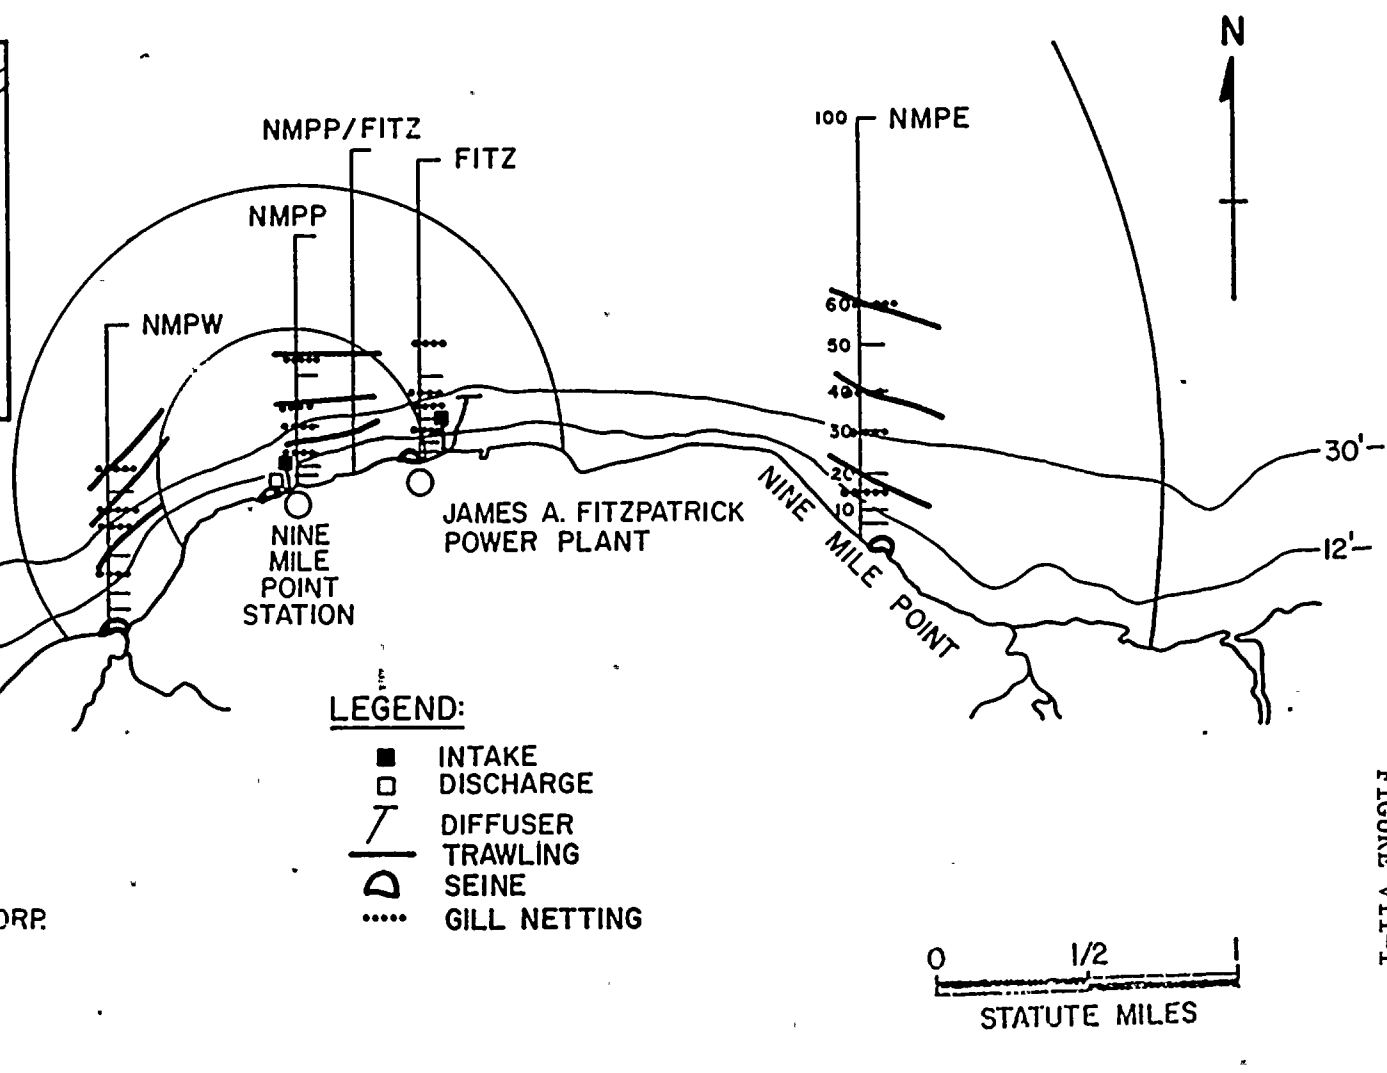 N
100 NMPE
NMPP/FITZ
FITZ
NMPP
NMPW
60
50
40
30
20
10
30'
12'
NINE MILE POINT
JAMES A. FITZPATRICK
POWER PLANT
NINE
MILE
POINT
STATION
LEGEND:
INTAKE
DISCHARGE
DIFFUSER
TRAWLING
SEINE
GILL NETTING
ORP.
0 1/2 1
STATUTE MILES